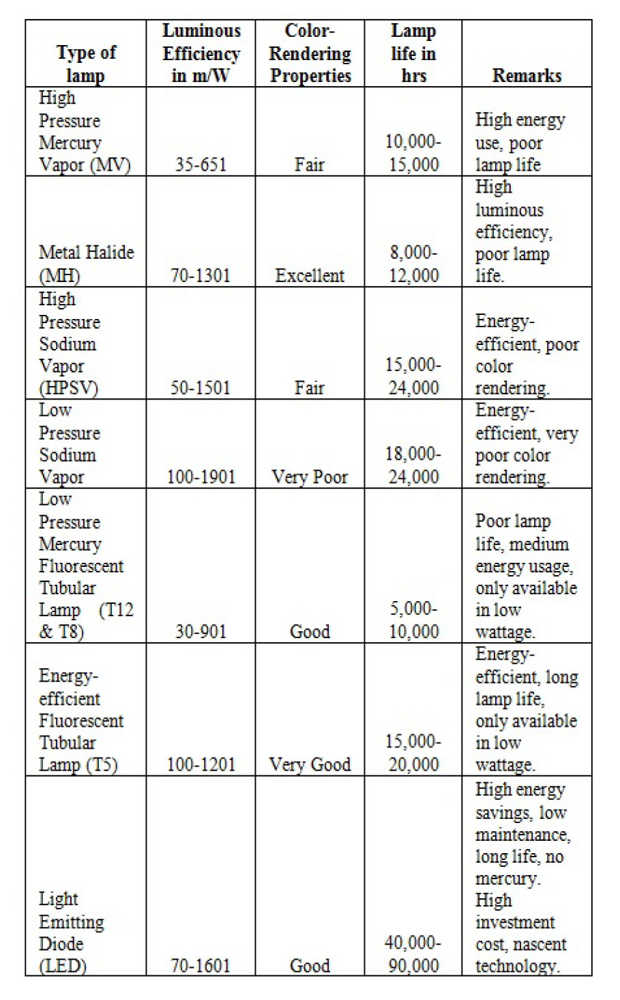 Type of
lamp
Luminous
Efficiency
in m/W
Color-
Rendering
Properties
Lamp
life in
hrs
Remarks
High
Pressure
Mercury
Vapor (MV)
35-651
Fair
10,000-
15,000
High energy
use, poor
lamp life
Metal Halide
(MH)
70-1301
Excellent
8,000-
12,000
High
luminous
efficiency,
poor lamp
life.
High
Pressure
Sodium
Vapor
(HPSV)
50-1501
Fair
15,000-
24,000
Energy-
efficient, poor
color
rendering.
Low
Pressure
Sodium
Vapor
100-1901
Very Poor
18,000-
24,000
Energy-
efficient, very
poor color
rendering.
Low
Pressure
Mercury
Fluorescent
Tubular
Lamp (T12
& T8)
30-901
Good
5,000-
10,000
Poor lamp
life, medium
energy usage,
only available
in low
wattage.
Energy-
efficient
Fluorescent
Tubular
Lamp (T5)
100-1201
Very Good
15,000-
20,000
Energy-
efficient, long
lamp life,
only available
in low
wattage.
Light
Emitting
Diode
(LED)
70-1601
Good
40,000-
90,000
High energy
savings, low
maintenance,
long life, no
mercury.
High
investment
cost, nascent
technology.